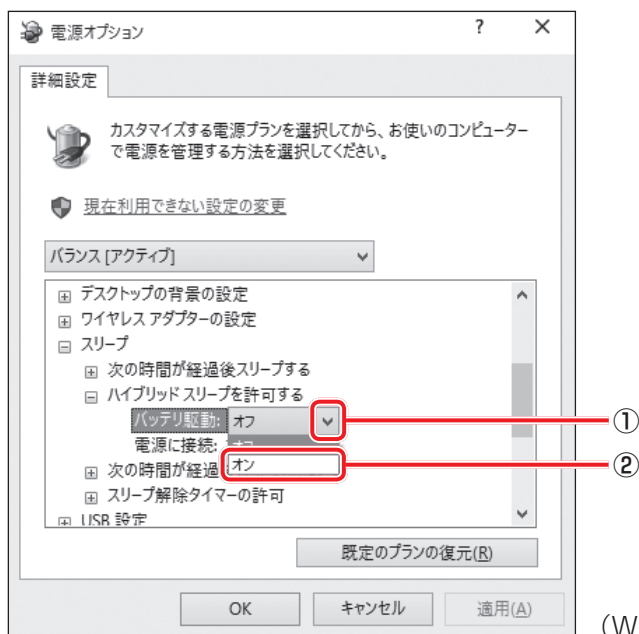 電源オプション ? ×
詳細設定
カスタマイズする電源プランを選択してから、お使いのコンピューター
で電源を管理する方法を選択してください。
現在利用できない設定の変更
バランス [アクティブ]
デスクトップの背景の設定
ワイヤレス アダプターの設定
スリープ
次の時間が経過後スリープする
ハイブリッド スリープを許可する
バッテリ駆動: オフ ①
電源に接続:
次の時間が経過 オン ②
スリープ解除タイマーの許可
USB 設定
既定のプランの復元(R)
OK キャンセル 適用(A)
(W